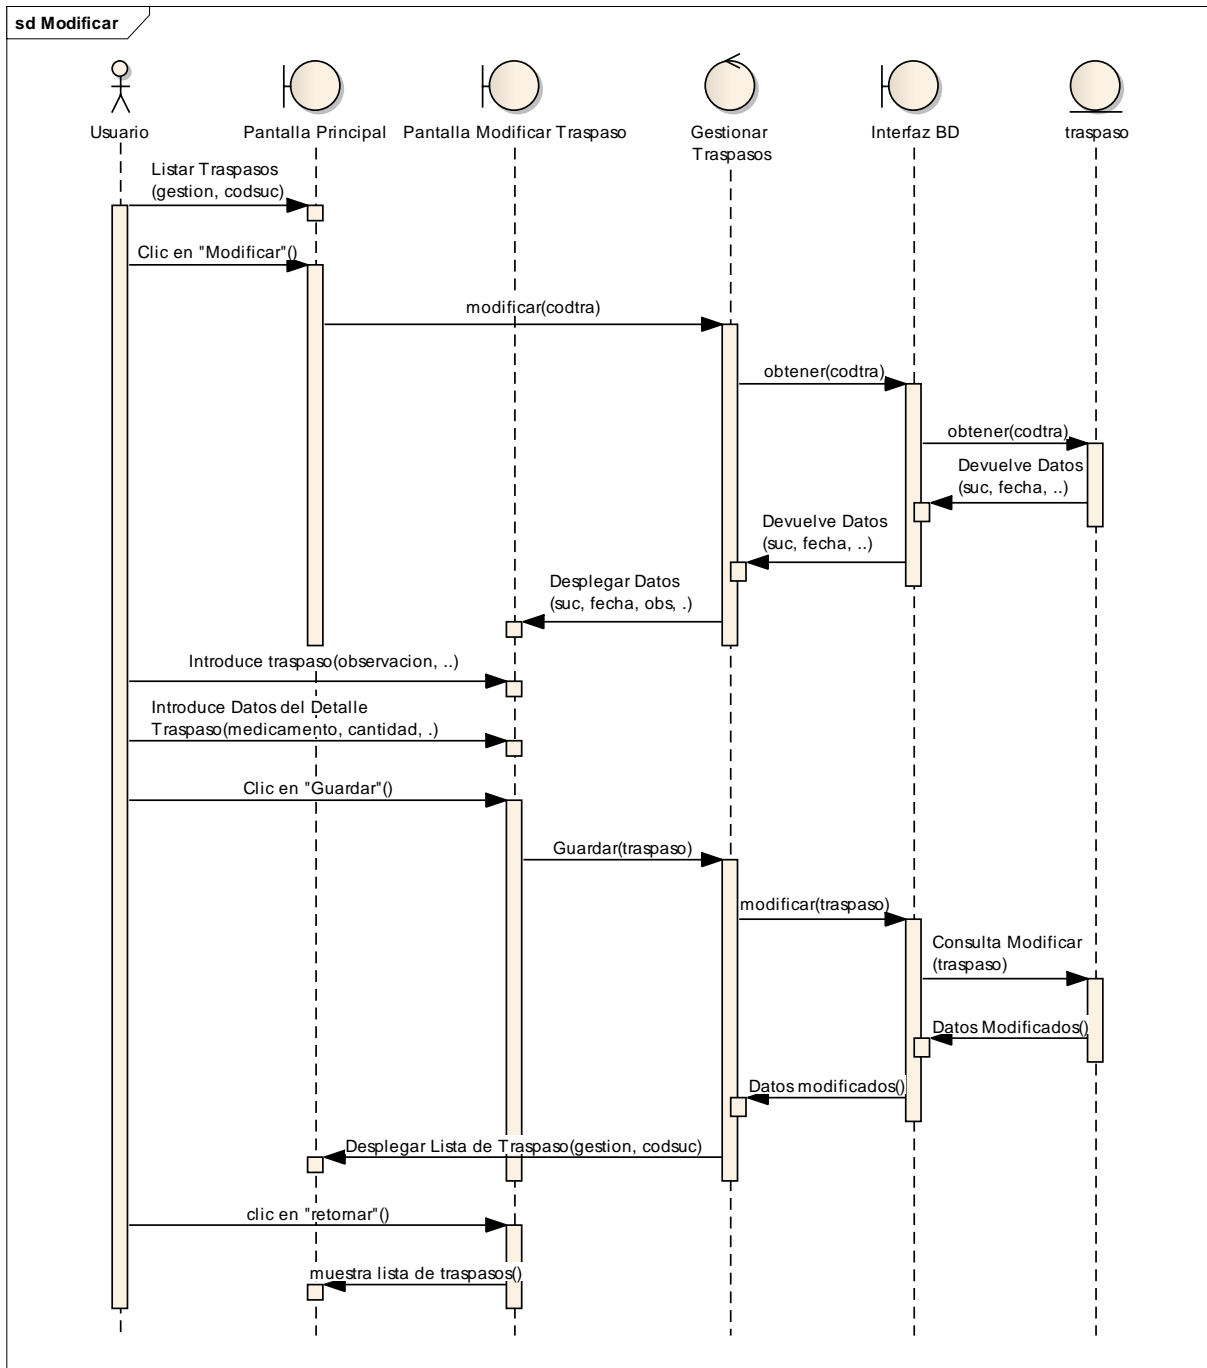 sd Modificar
Usuario
Pantalla Principal
Pantalla Modificar Traspaso
Gestionar
Traspasos
Interfaz BD
traspaso
Listar Traspasos
(gestion, codsuc)
Clic en "Modificar"()
modificar(codtra)
obtener(codtra)
obtener(codtra)
Devuelve Datos
(suc, fecha, ..)
Devuelve Datos
(suc, fecha, ..)
Desplegar Datos
(suc, fecha, obs, .)
Introduce traspaso(observacion, ..)
Introduce Datos del Detalle
Traspaso(medicamento, cantidad, .)
Clic en "Guardar"()
Guardar(traspaso)
modificar(traspaso)
Consulta Modificar
(traspaso)
Datos Modificados()
Datos modificados()
Desplegar Lista de Traspaso(gestion, codsuc)
clic en "retornar"()
muestra lista de traspasos()